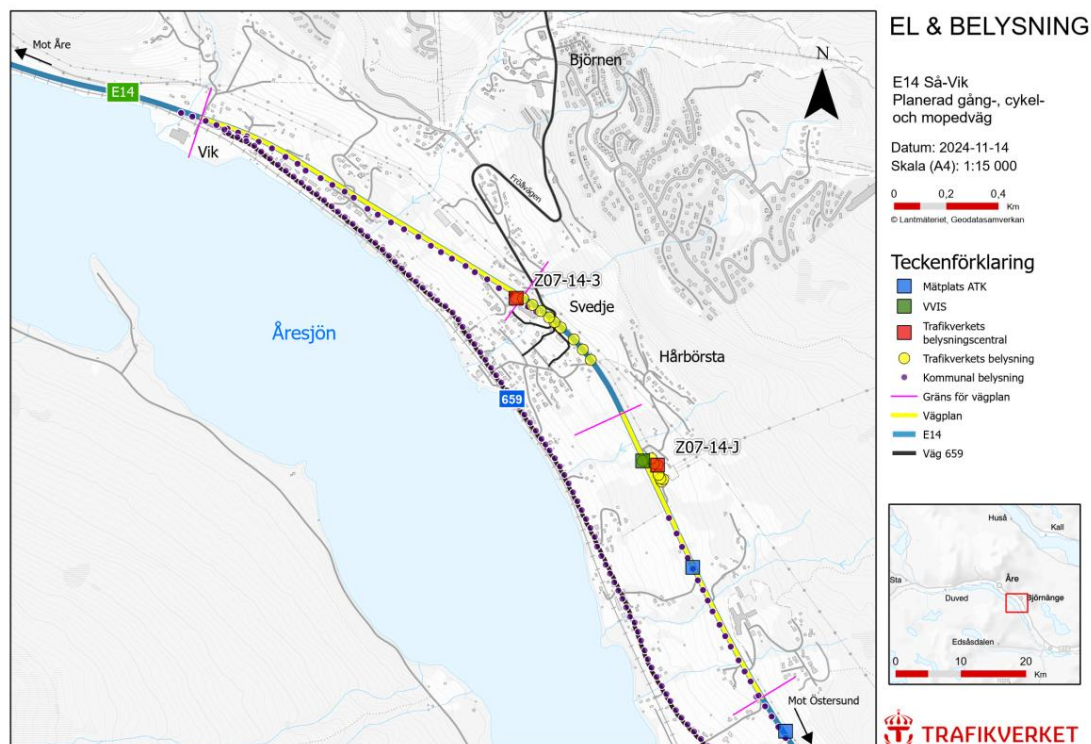 Mot Åre
E14
Vik
Björnen
N
Fröåvägen
Z07-14-3
Svedje
Åresjön
Hårbörsta
659
Z07-14-J
Mot Östersund
EL & BELYSNING
E14 Så-Vik
Planerad gång-, cykel-
och mopedväg
Datum: 2024-11-14
Skala (A4): 1:15 000
0 0,2 0,4
Km
© Lantmäteriet, Geodatasamverkan
Teckenförklaring
Mätplats ATK
VVIS
Trafikverkets
belysningscentral
Trafikverkets belysning
Kommunal belysning
Gräns för vägplan
Vägplan
E14
Väg 659
Huså
Kall
Sta
Åre
Duved
Björnänge
Edsåsdalen
0 10 20
Km
TRAFIKVERKET